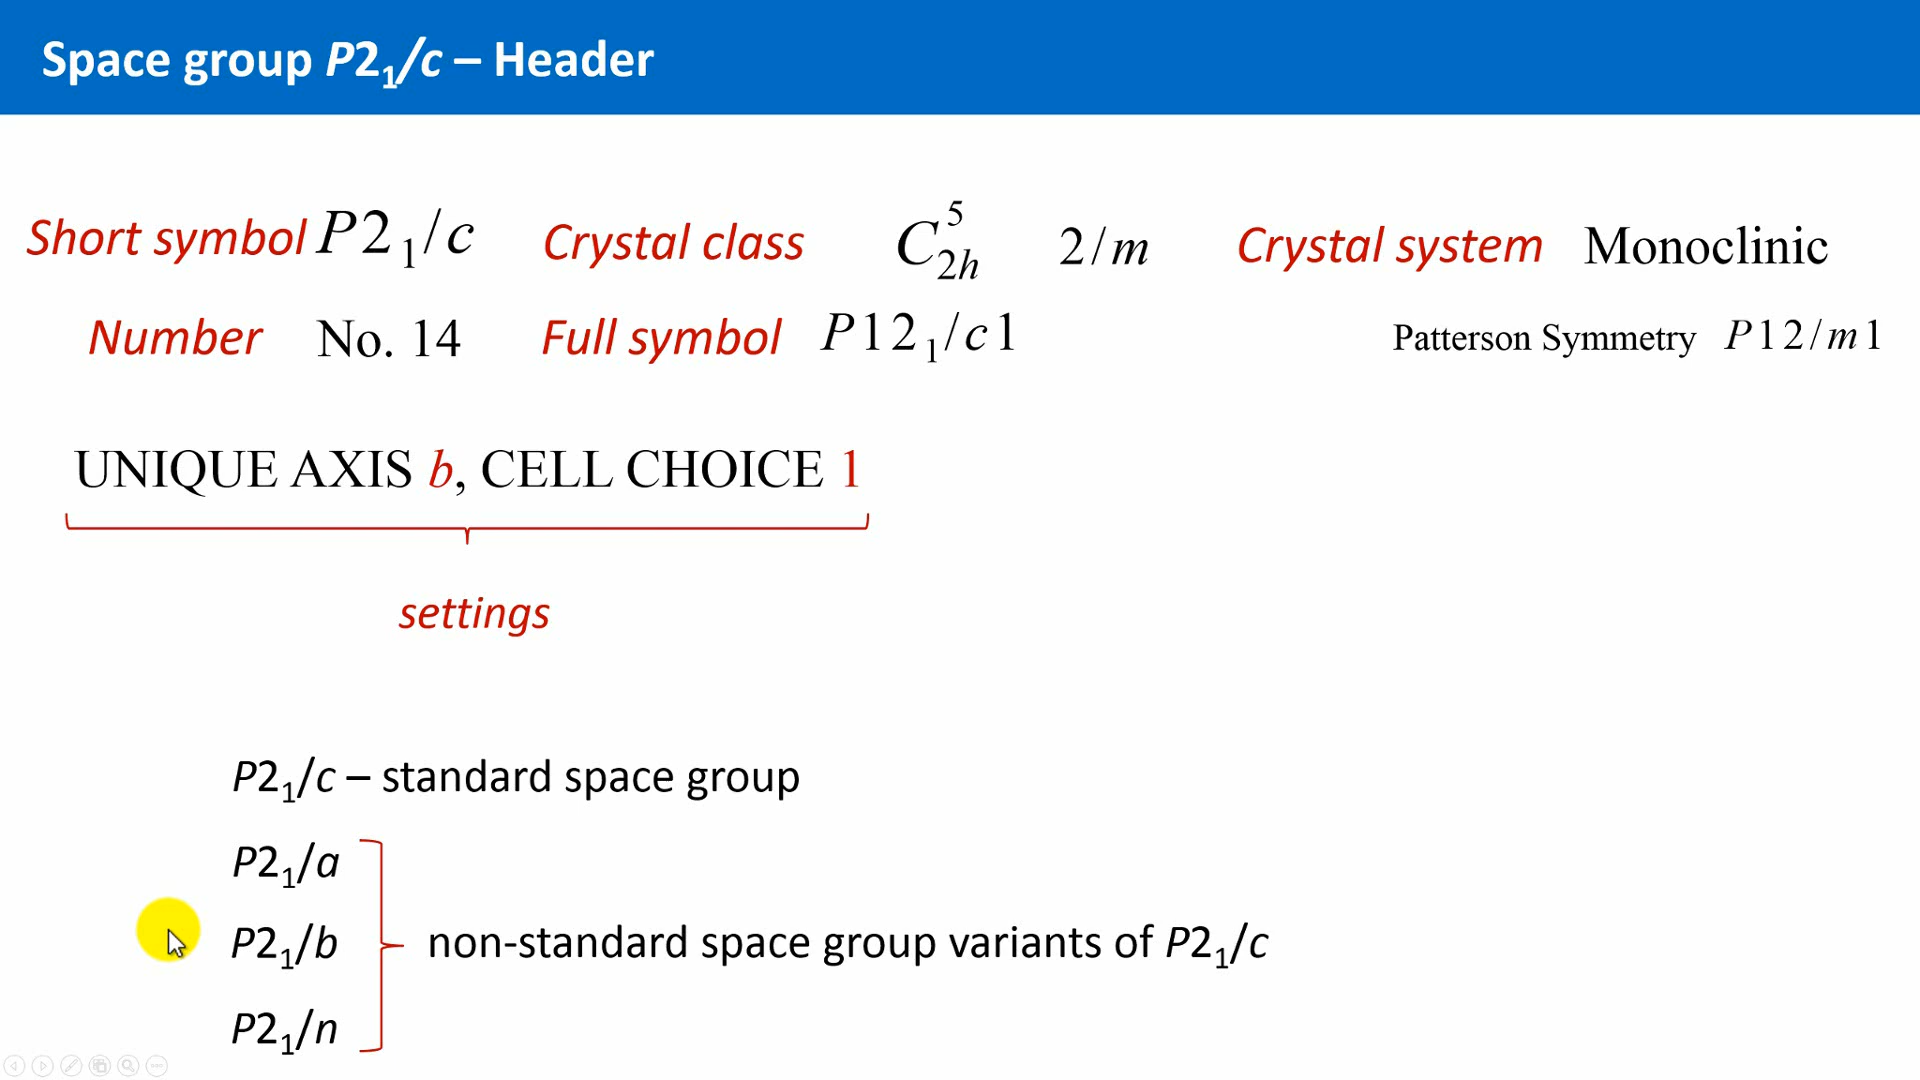 Space group P2₁/c – Header
Short symbol P2₁/c Crystal class C⁵₂ₕ 2/m Crystal system Monoclinic
Number No. 14 Full symbol P12₁/c1 Patterson Symmetry P12/m1
UNIQUE AXIS b, CELL CHOICE 1
settings
P2₁/c – standard space group
P2₁/a
P2₁/b non-standard space group variants of P2₁/c
P2₁/n